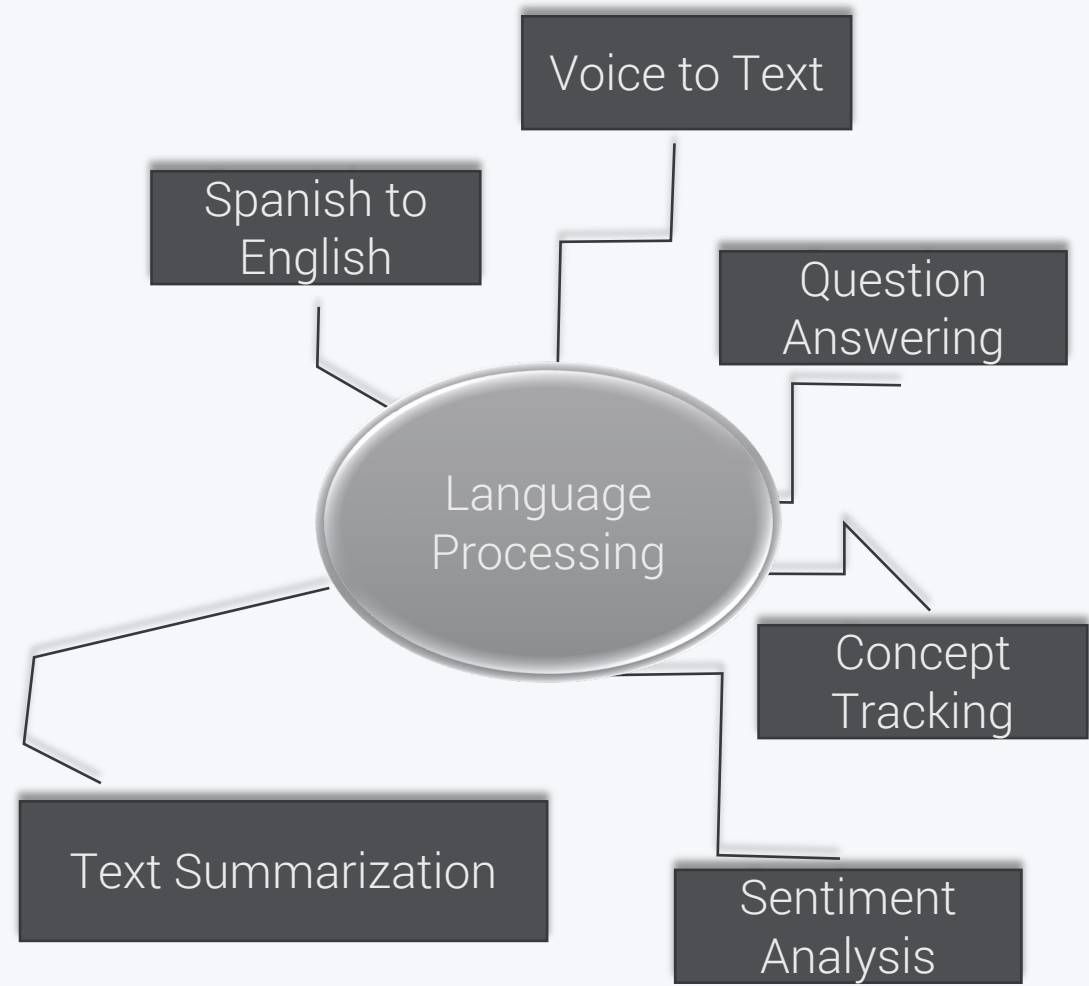 Voice to Text
Spanish to
English
Question
Answering
Language
Processing
Concept
Tracking
Text Summarization
Sentiment
Analysis